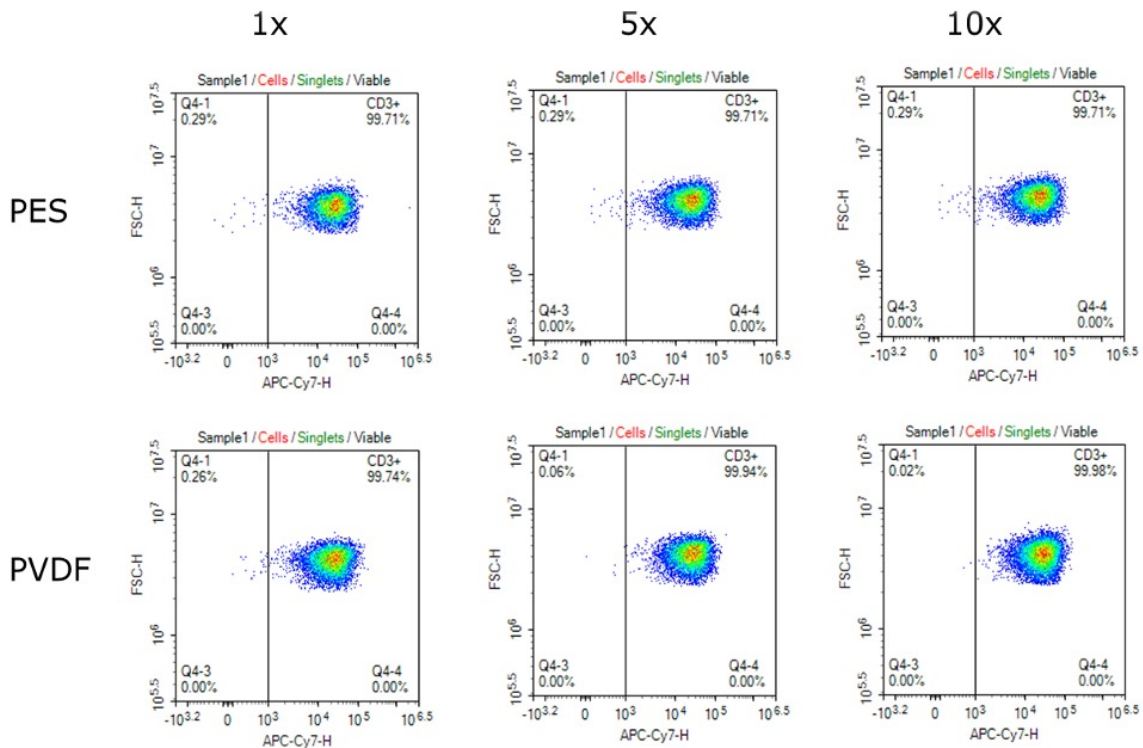 1x 5x 10x
PES
Sample1 / Cells / Singlets / Viable
Q4-1 CD3+
0.29% 99.71%
Q4-3 Q4-4
0.00% 0.00%
FSC-H
10^7.5
10^7
10^6
10^5.5
-10^3.2 0 10^3 10^4 10^5 10^6.5
APC-Cy7-H
Sample1 / Cells / Singlets / Viable
Q4-1 CD3+
0.29% 99.71%
Q4-3 Q4-4
0.00% 0.00%
FSC-H
10^7.5
10^7
10^6
10^5.5
-10^3.2 0 10^3 10^4 10^5 10^6.5
APC-Cy7-H
Sample1 / Cells / Singlets / Viable
Q4-1 CD3+
0.29% 99.71%
Q4-3 Q4-4
0.00% 0.00%
FSC-H
10^7.5
10^7
10^6
10^5.5
-10^3.2 0 10^3 10^4 10^5 10^6.5
APC-Cy7-H
PVDF
Sample1 / Cells / Singlets / Viable
Q4-1 CD3+
0.26% 99.74%
Q4-3 Q4-4
0.00% 0.00%
FSC-H
10^7.5
10^7
10^6
10^5.5
-10^3.2 0 10^3 10^4 10^5 10^6.5
APC-Cy7-H
Sample1 / Cells / Singlets / Viable
Q4-1 CD3+
0.06% 99.94%
Q4-3 Q4-4
0.00% 0.00%
FSC-H
10^7.5
10^7
10^6
10^5.5
-10^3.2 0 10^3 10^4 10^5 10^6.5
APC-Cy7-H
Sample1 / Cells / Singlets / Viable
Q4-1 CD3+
0.02% 99.98%
Q4-3 Q4-4
0.00% 0.00%
FSC-H
10^7.5
10^7
10^6
10^5.5
-10^3.2 0 10^3 10^4 10^5 10^6.5
APC-Cy7-H